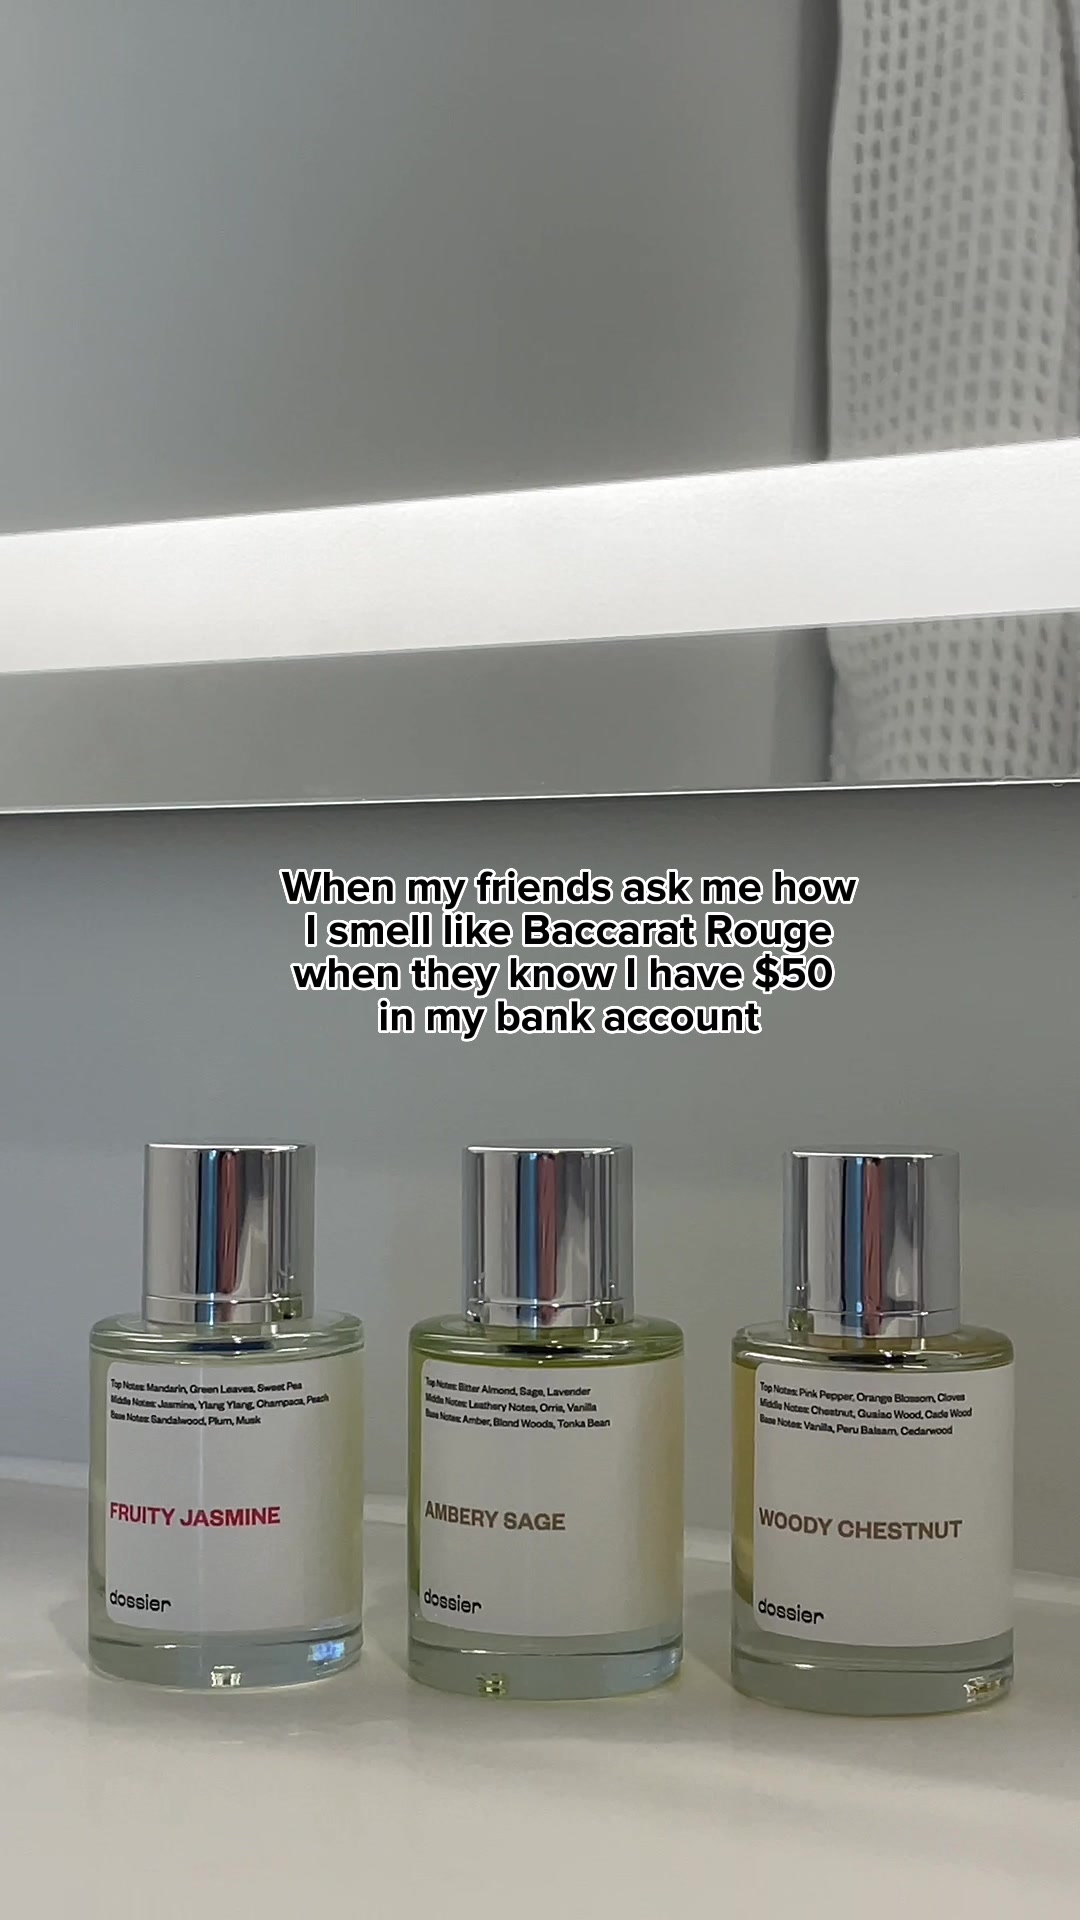 When my friends ask me how
I smell like Baccarat Rouge
when they know I have $50
in my bank account
Top Notes: Mandarin, Green Leaves, Sweet Pea
Middle Notes: Jasmine, Ylang Ylang, Champaca, Peach
Base Notes: Sandalwood, Plum, Musk
FRUITY JASMINE
dossier
Top Notes: Bitter Almond, Sage, Lavender
Middle Notes: Leathery Notes, Orris, Vanilla
Base Notes: Amber, Blond Woods, Tonka Bean
AMBERY SAGE
dossier
Top Notes: Pink Pepper, Orange Blossom, Cloves
Middle Notes: Chestnut, Guaiac Wood, Cade Wood
Base Notes: Vanilla, Peru Balsam, Cedarwood
WOODY CHESTNUT
dossier